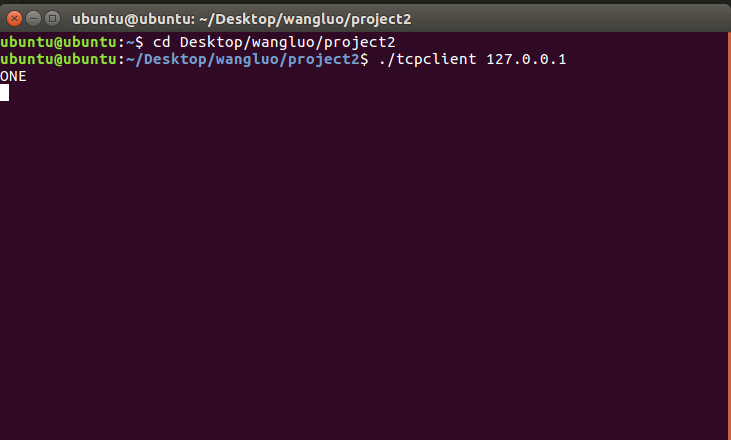 ubuntu@ubuntu: ~/Desktop/wangluo/project2
ubuntu@ubuntu:~$ cd Desktop/wangluo/project2
ubuntu@ubuntu:~/Desktop/wangluo/project2$ ./tcpclient 127.0.0.1
ONE